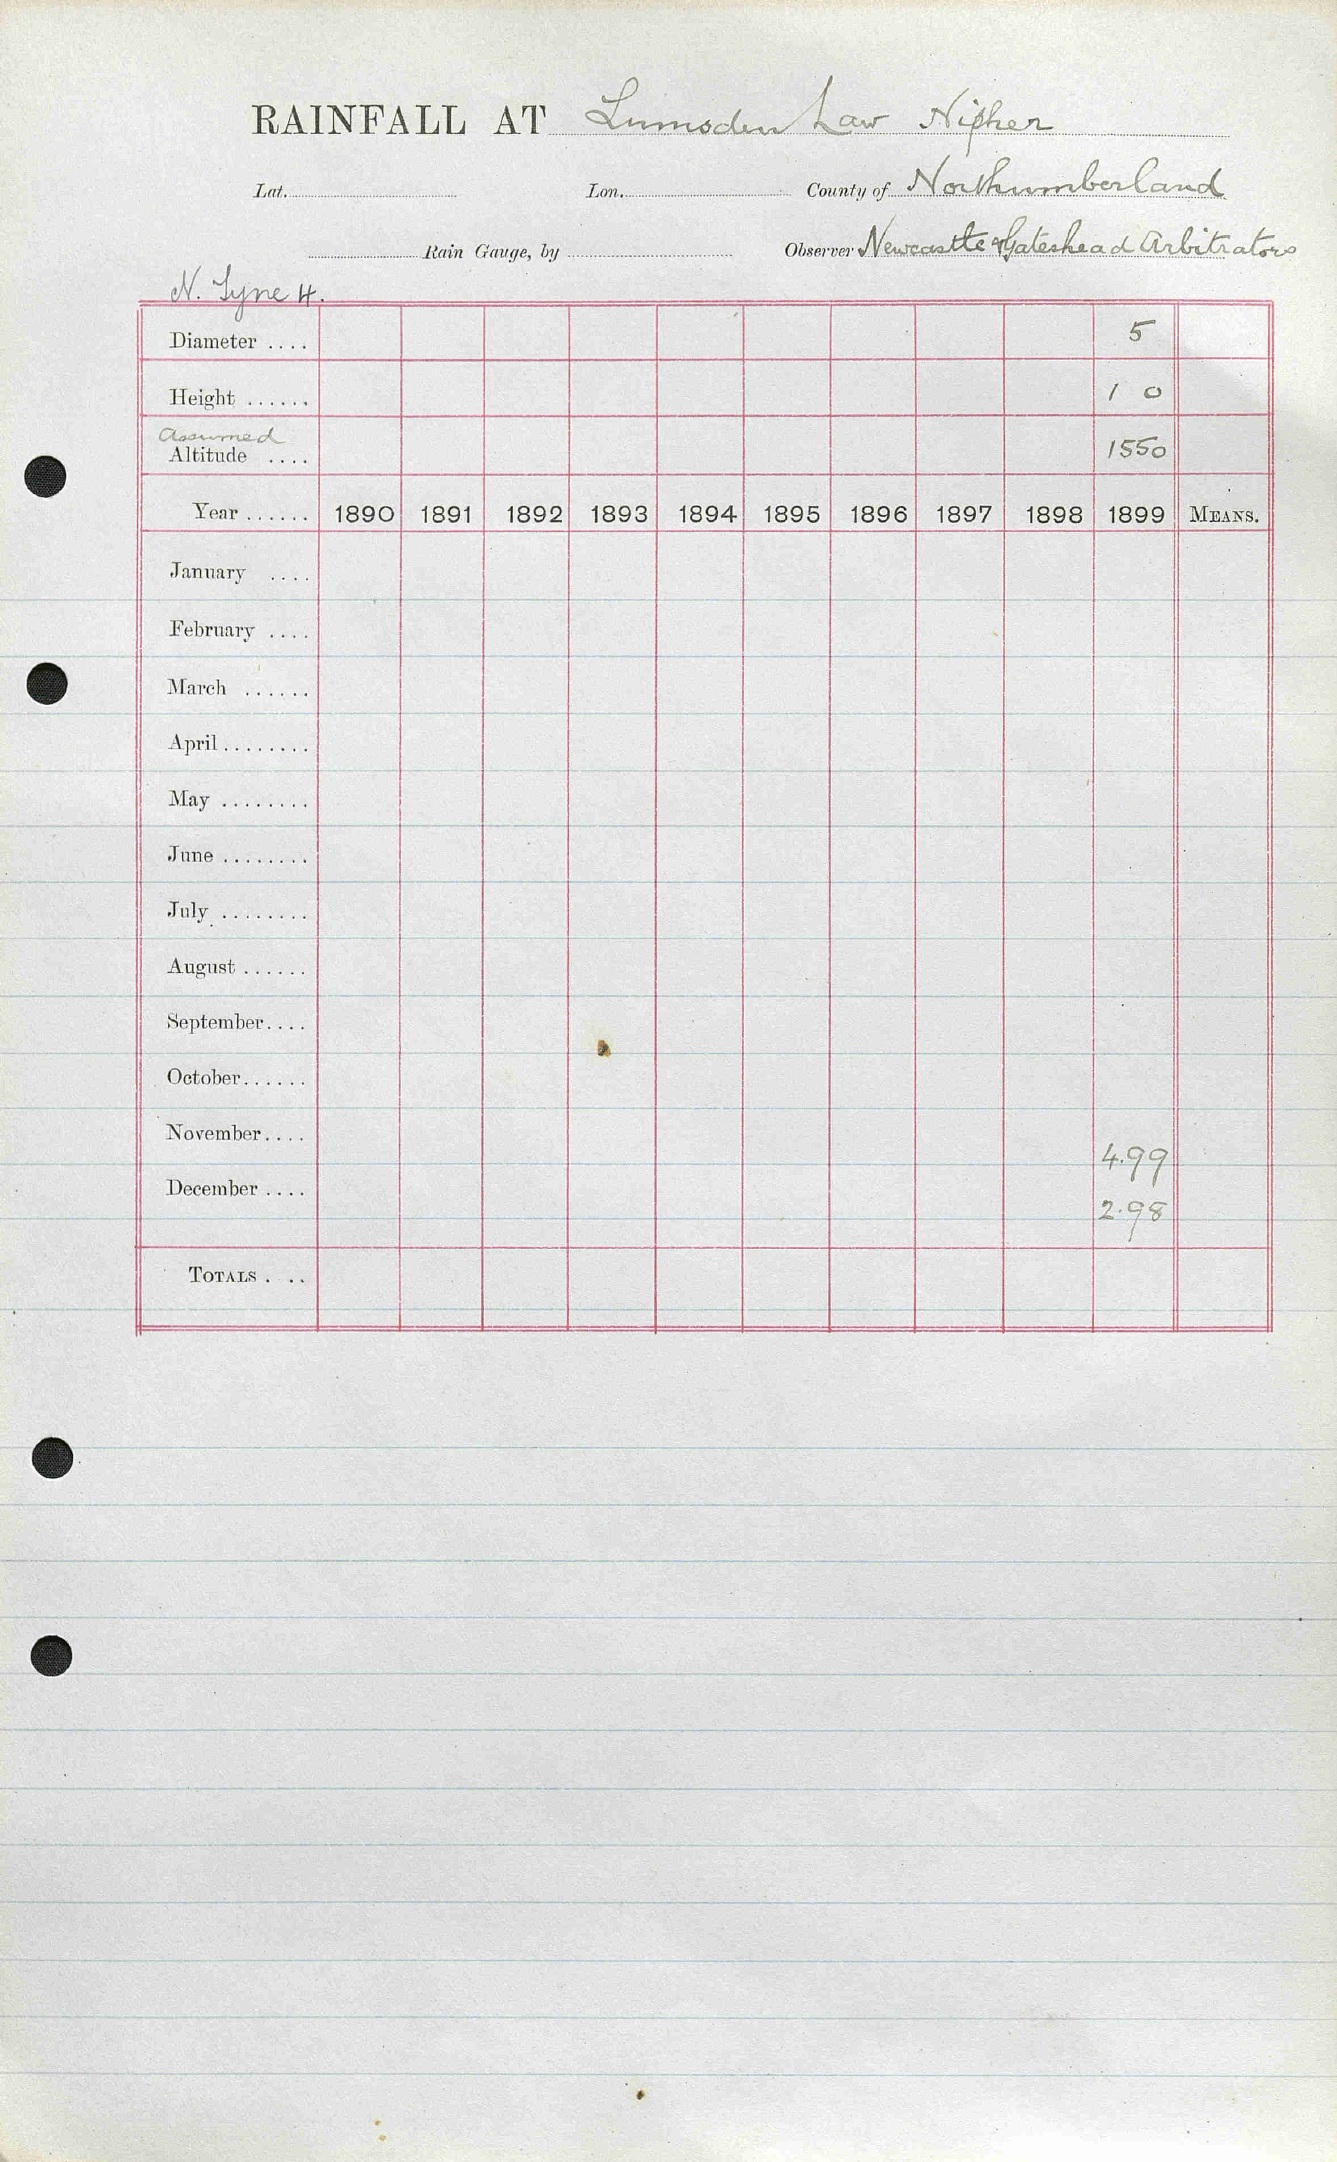 RAINFALL AT Lumsden Law Nipher
Lat. Lon. County of Northumberland
Rain Gauge, by Observer Newcastle & Gateshead Arbitrators
N. Tyne 4.
Diameter .... 5
Height ...... 1 0
Assumed
Altitude .... 1550
Year ...... 1890 1891 1892 1893 1894 1895 1896 1897 1898 1899 MEANS.
January ....
February ....
March ......
April ........
May ........
June ........
July ........
August ......
September....
October......
November.... 4.99
December .... 2.98
TOTALS . ..